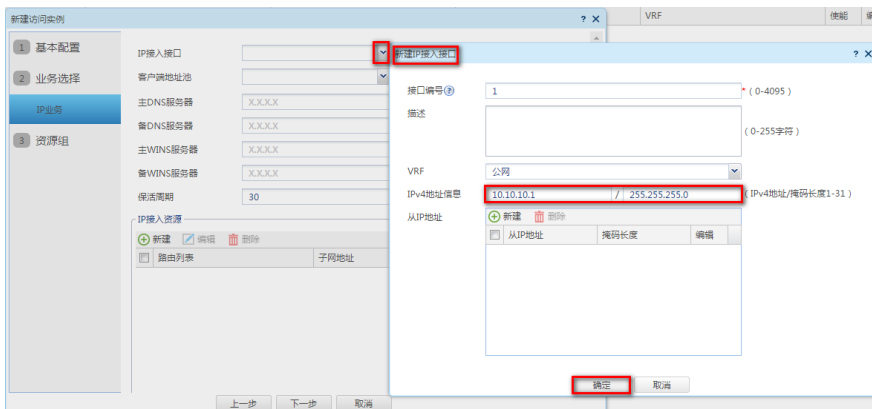 新建访问实例 ? X
VRF 使能
1 基本配置
2 业务选择
IP业务
3 资源组
IP接入接口
客户端地址池
主DNS服务器 X.X.X.X
备DNS服务器 X.X.X.X
主WINS服务器 X.X.X.X
备WINS服务器 X.X.X.X
保活周期 30
IP接入资源
新建 编辑 删除
路由列表 子网地址
上一步 下一步 取消
新建IP接入接口 ? X
接口编号? 1 * ( 0-4095 )
描述 ( 0-255字符 )
VRF 公网
IPv4地址信息 10.10.10.1 / 255.255.255.0 ( IPv4地址/掩码长度1-31 )
从IP地址 新建 删除
从IP地址 掩码长度 编辑
确定 取消